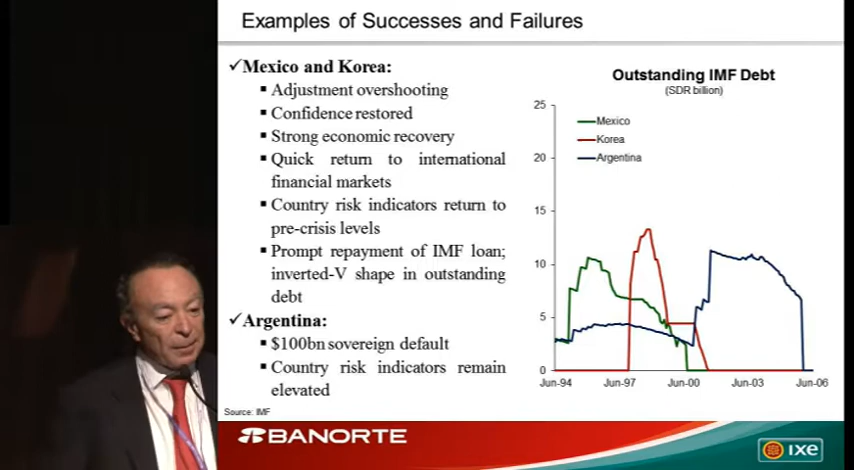 Examples of Successes and Failures
✓Mexico and Korea:
▪ Adjustment overshooting
▪ Confidence restored
▪ Strong economic recovery
▪ Quick return to international
financial markets
▪ Country risk indicators return to
pre-crisis levels
▪ Prompt repayment of IMF loan;
inverted-V shape in outstanding
debt
✓Argentina:
▪ $100bn sovereign default
▪ Country risk indicators remain
elevated
Source: IMF
Outstanding IMF Debt
(SDR billion)
25
20
15
10
5
0
Mexico
Korea
Argentina
Jun-94 Jun-97 Jun-00 Jun-03 Jun-06
BANORTE
ixe